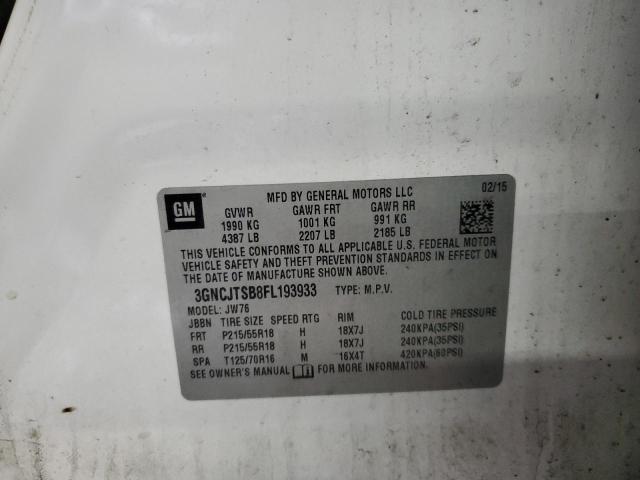 GM
MFD BY GENERAL MOTORS LLC 02/15
GVWR GAWR FRT GAWR RR
1990 KG 1001 KG 991 KG
4387 LB 2207 LB 2185 LB
THIS VEHICLE CONFORMS TO ALL APPLICABLE U.S. FEDERAL MOTOR
VEHICLE SAFETY AND THEFT PREVENTION STANDARDS IN EFFECT ON
THE DATE OF MANUFACTURE SHOWN ABOVE.
3GNCJTSB8FL193933 TYPE: M.P.V.
MODEL: JW76
JBBN TIRE SIZE SPEED RTG RIM COLD TIRE PRESSURE
FRT P215/55R18 H 18X7J 240KPA(35PSI)
RR P215/55R18 H 18X7J 240KPA(35PSI)
SPA T125/70R16 M 16X4T 420KPA(60PSI)
SEE OWNER'S MANUAL FOR MORE INFORMATION.